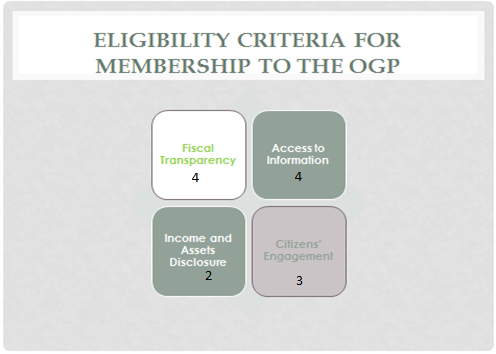 ELIGIBILITY CRITERIA FOR
MEMBERSHIP TO THE OGP
Fiscal
Transparency
4
Access to
Information
4
Income and
Assets
Disclosure
2
Citizens'
Engagement
3